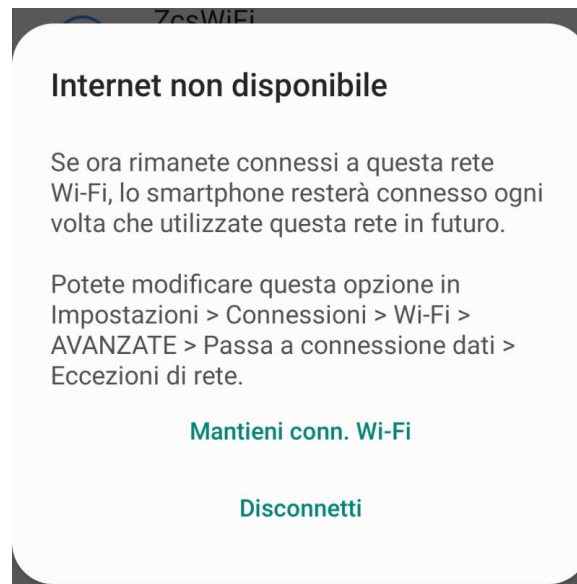 ZcsWiFi
Internet non disponibile
Se ora rimanete connessi a questa rete
Wi-Fi, lo smartphone resterà connesso ogni
volta che utilizzate questa rete in futuro.
Potete modificare questa opzione in
Impostazioni > Connessioni > Wi-Fi >
AVANZATE > Passa a connessione dati >
Eccezioni di rete.
Mantieni conn. Wi-Fi
Disconnetti